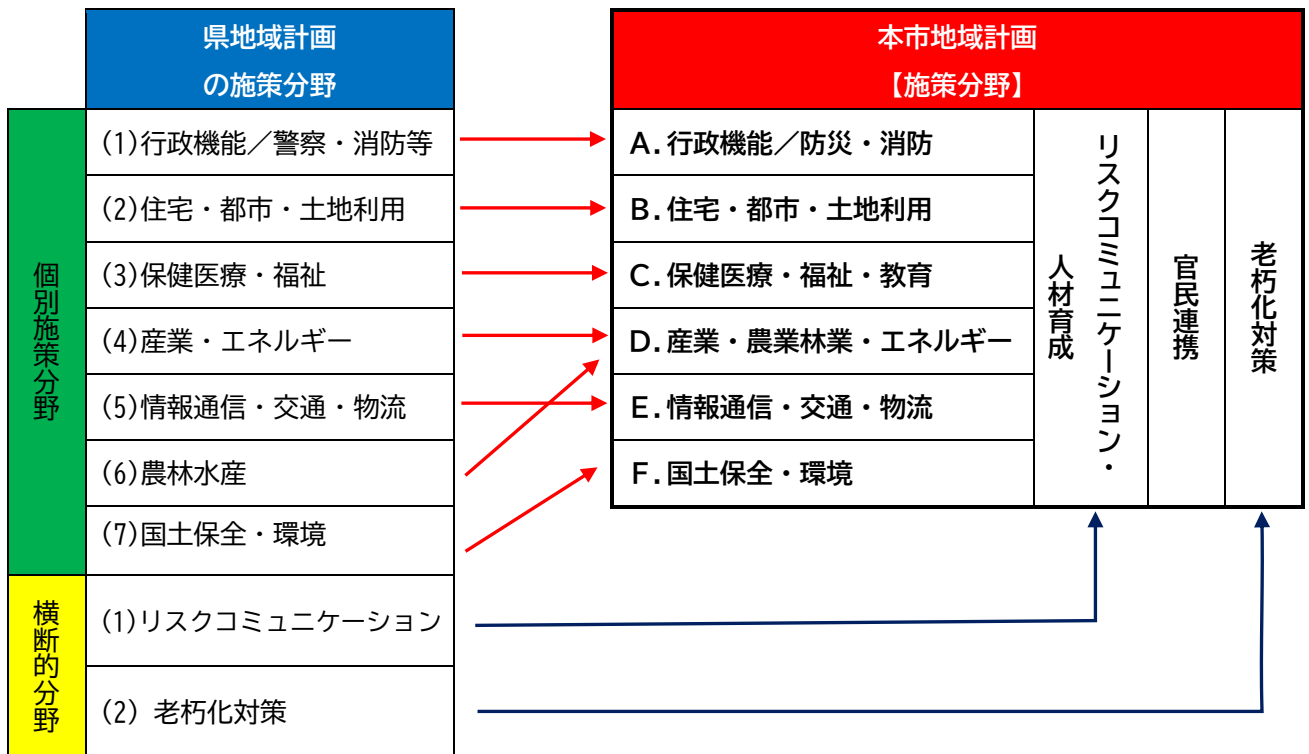 県地域計画
の施策分野
個別施策分野
(1)行政機能／警察・消防等
(2)住宅・都市・土地利用
(3)保健医療・福祉
(4)産業・エネルギー
(5)情報通信・交通・物流
(6)農林水産
(7)国土保全・環境
横断的分野
(1)リスクコミュニケーション
(2) 老朽化対策
本市地域計画
【施策分野】
A.行政機能／防災・消防
B.住宅・都市・土地利用
C.保健医療・福祉・教育
D.産業・農業林業・エネルギー
E.情報通信・交通・物流
F.国土保全・環境
リスクコミュニケーション・
人材育成
官民連携
老朽化対策